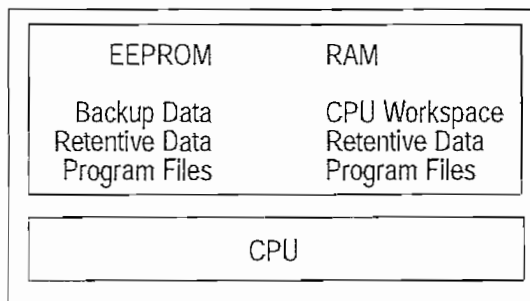 EEPROM RAM
Backup Data CPU Workspace
Retentive Data Retentive Data
Program Files Program Files
CPU